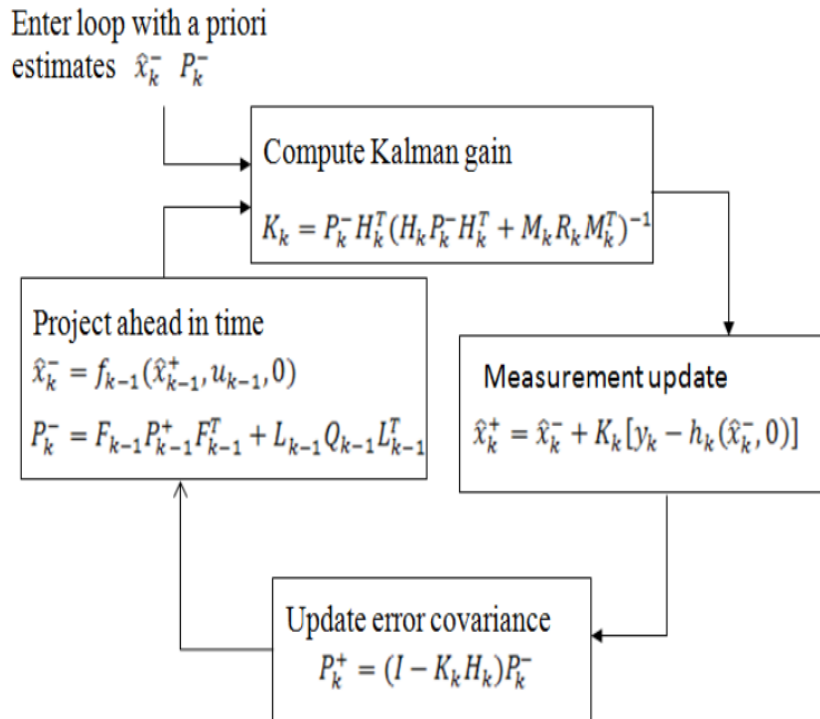 Enter loop with a priori
estimates x̂ₖ⁻ Pₖ⁻
Compute Kalman gain
Kₖ = Pₖ⁻Hₖᵀ(HₖPₖ⁻Hₖᵀ + MₖRₖMₖᵀ)⁻¹
Measurement update
x̂ₖ⁺ = x̂ₖ⁻ + Kₖ[yₖ − hₖ(x̂ₖ⁻,0)]
Update error covariance
Pₖ⁺ = (I − KₖHₖ)Pₖ⁻
Project ahead in time
x̂ₖ⁻ = fₖ₋₁(x̂ₖ₋₁⁺, uₖ₋₁, 0)
Pₖ⁻ = Fₖ₋₁Pₖ₋₁⁺Fₖ₋₁ᵀ + Lₖ₋₁Qₖ₋₁Lₖ₋₁ᵀ